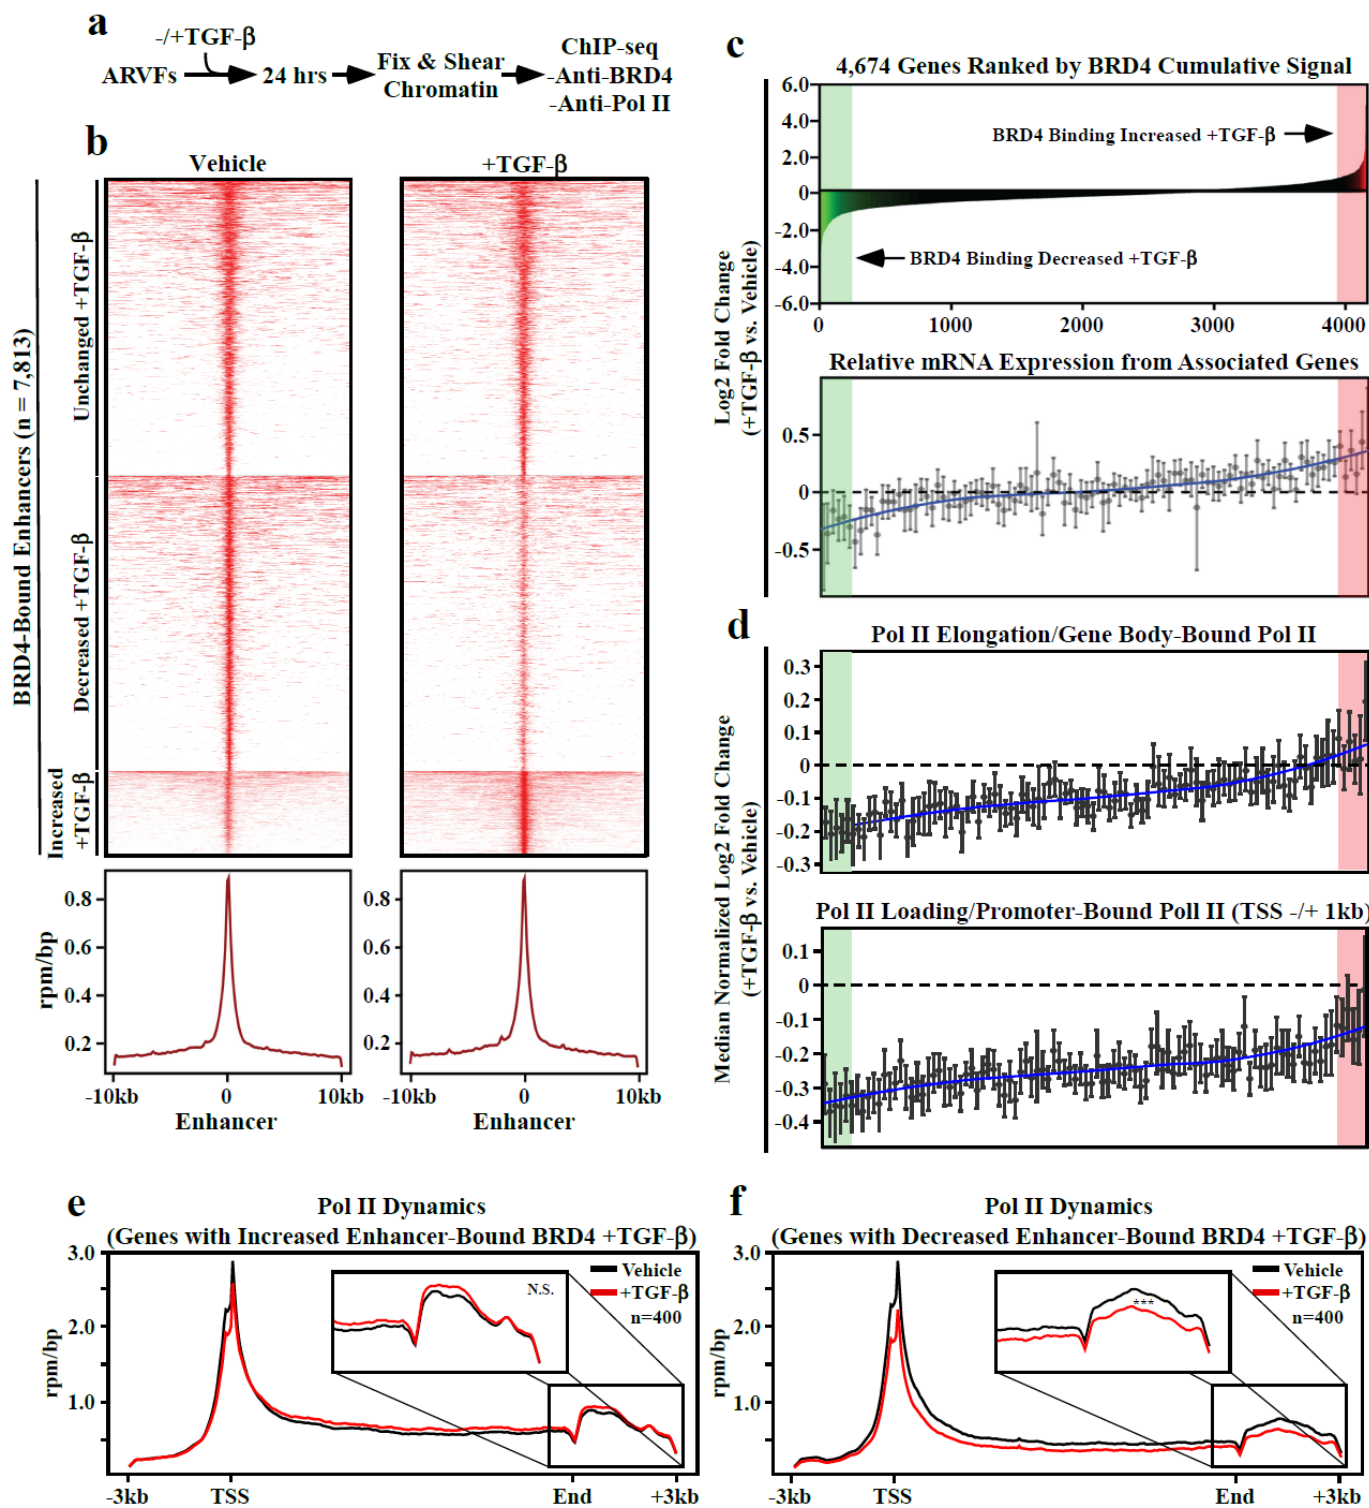 a
-/+TGF-β
ARVFs
24 hrs
Fix & Shear
Chromatin
ChIP-seq
-Anti-BRD4
-Anti-Pol II
b
Vehicle
+TGF-β
BRD4-Bound Enhancers (n = 7,813)
Unchanged +TGF-β
Decreased +TGF-β
Increased
+TGF-β
rpm/bp
0.8
0.6
0.4
0.2
-10kb
0
10kb
Enhancer
0.8
0.6
0.4
0.2
-10kb
0
10kb
Enhancer
c
4,674 Genes Ranked by BRD4 Cumulative Signal
Log2 Fold Change
(+TGF-β vs. Vehicle)
6.0
4.0
2.0
0
-2.0
-4.0
-6.0
BRD4 Binding Increased +TGF-β
BRD4 Binding Decreased +TGF-β
0
1000
2000
3000
4000
Relative mRNA Expression from Associated Genes
0.5
0
-0.5
d
Pol II Elongation/Gene Body-Bound Pol II
Median Normalized Log2 Fold Change
(+TGF-β vs. Vehicle)
0.3
0.2
0.1
0
-0.1
-0.2
-0.3
Pol II Loading/Promoter-Bound Poll II (TSS -/+ 1kb)
0.1
0
-0.1
-0.2
-0.3
-0.4
e
Pol II Dynamics
(Genes with Increased Enhancer-Bound BRD4 +TGF-β)
rpm/bp
3.0
2.0
1.0
N.S.
Vehicle
+TGF-β
n=400
-3kb
TSS
End
+3kb
f
Pol II Dynamics
(Genes with Decreased Enhancer-Bound BRD4 +TGF-β)
rpm/bp
3.0
2.0
1.0
***
Vehicle
+TGF-β
n=400
-3kb
TSS
End
+3kb